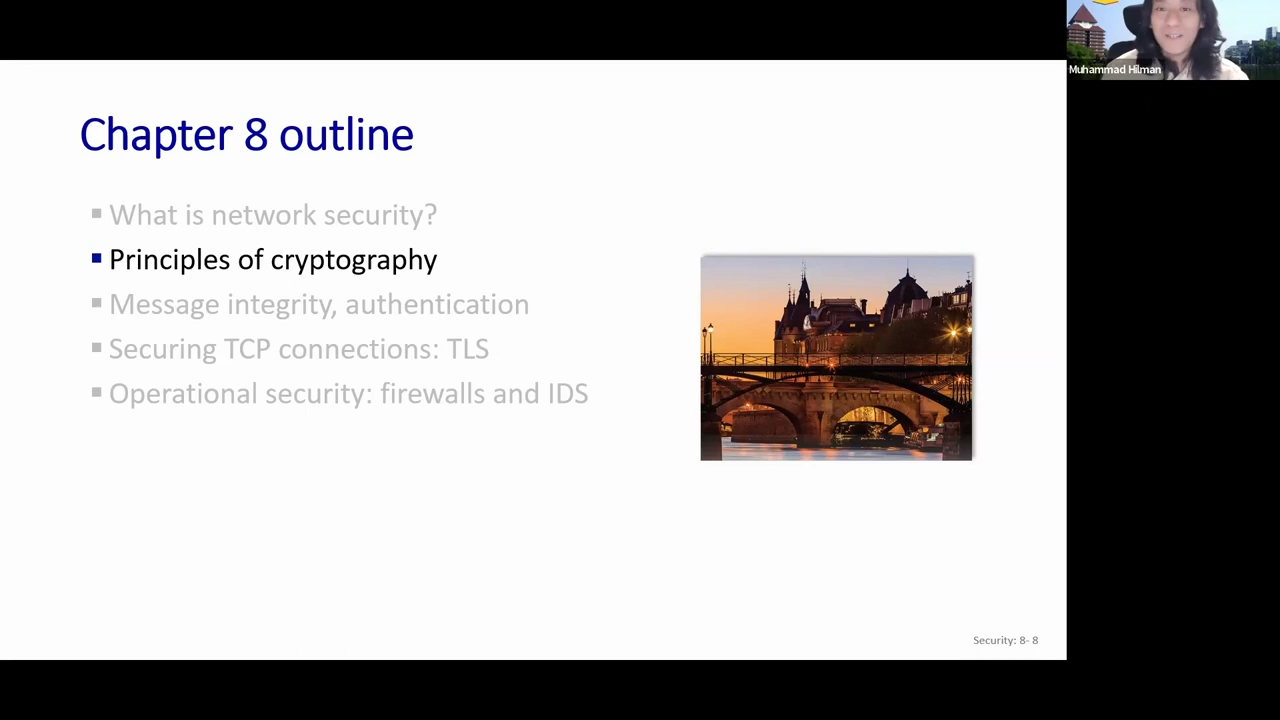 Muhammad Hilman
Chapter 8 outline
▪ What is network security?
▪ Principles of cryptography
▪ Message integrity, authentication
▪ Securing TCP connections: TLS
▪ Operational security: firewalls and IDS
Security: 8- 8